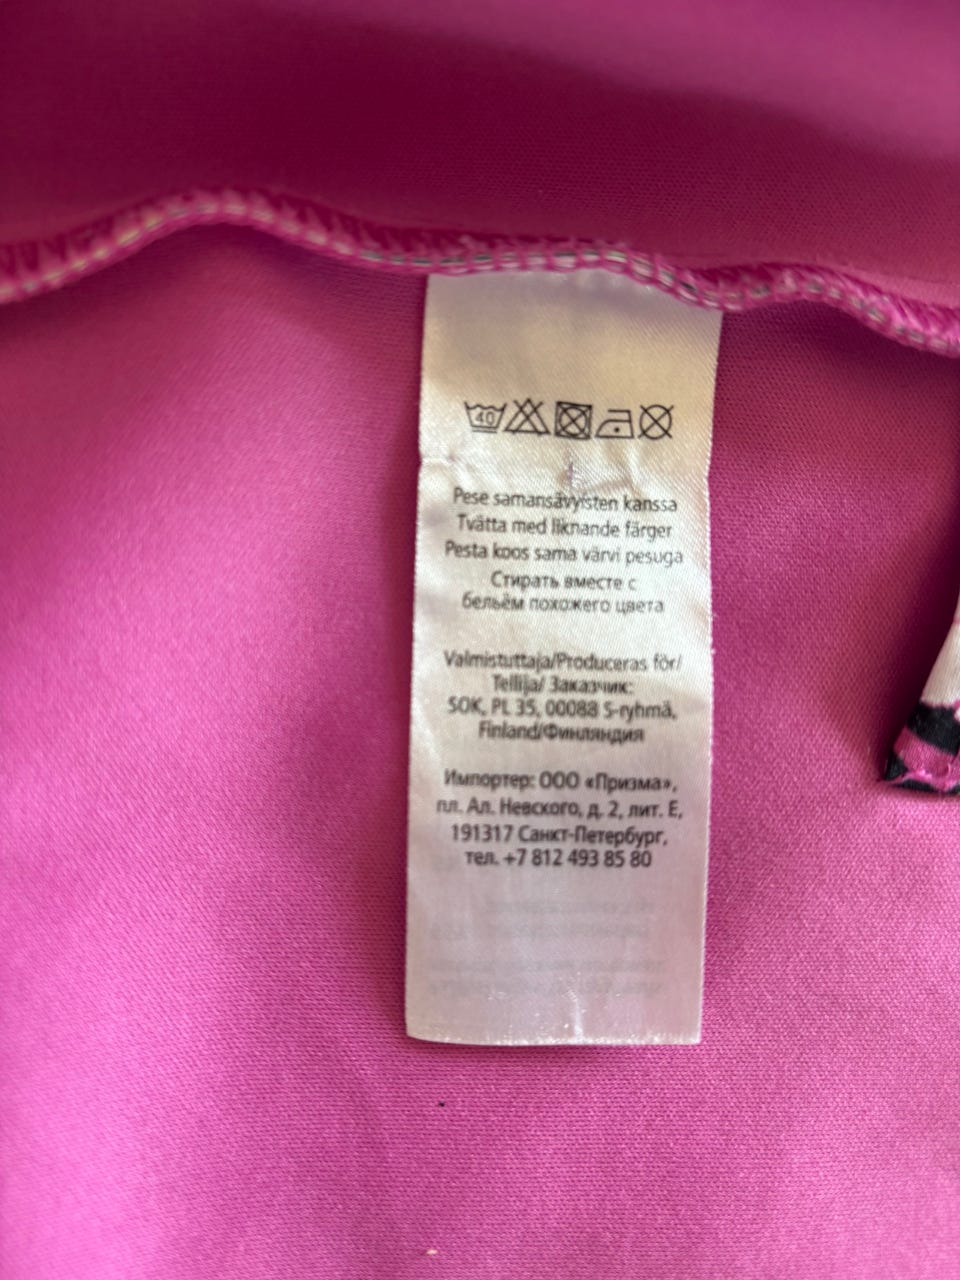 40
Pese samansävyisten kanssa
Tvätta med liknande färger
Pesta koos sama värvi pesuga
Стирать вместе с
бельём похожего цвета
Valmistuttaja/Produceras för/
Tellija/ Заказчик:
SOK, PL 35, 00088 S-ryhmä,
Finland/Финляндия
Импортер: ООО «Призма»,
пл. Ал. Невского, д. 2, лит. Е,
191317 Санкт-Петербург,
тел. +7 812 493 85 80